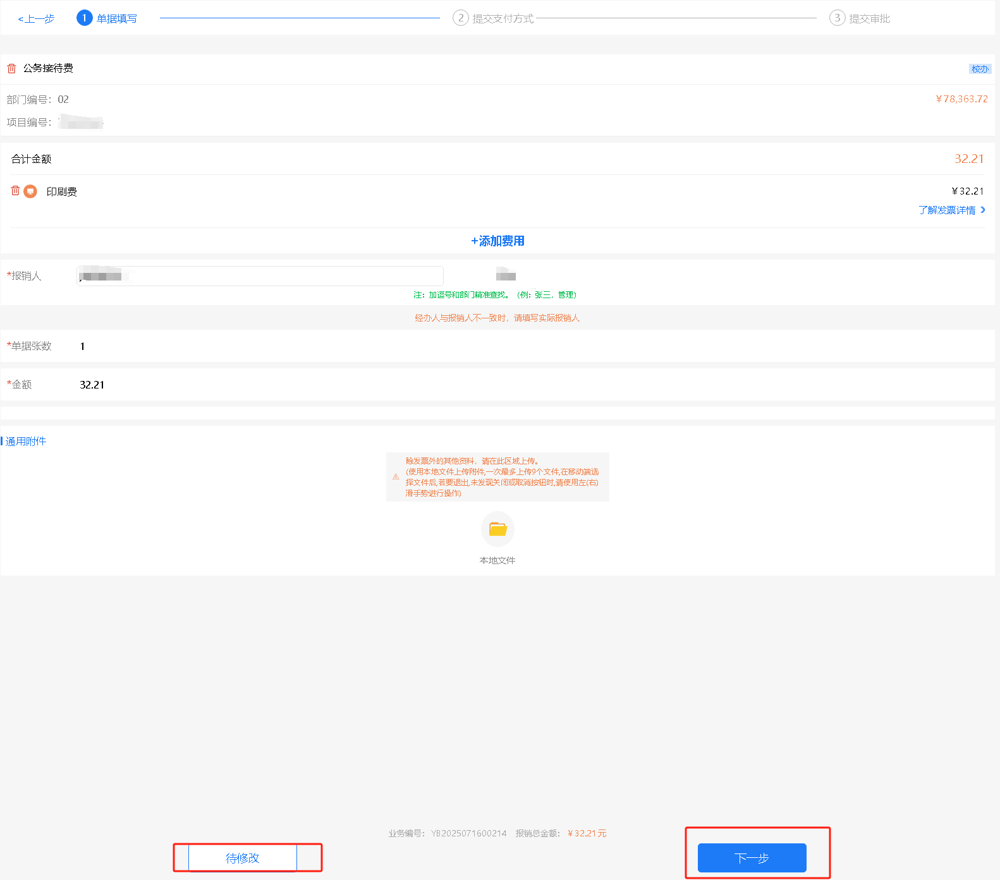 <上一步 1 单据填写 2 提交支付方式 3 提交审批
公务接待费 校办
部门编号：02 ￥78,363.72
项目编号：
合计金额 32.21
印刷费 ￥32.21
了解发票详情 >
+添加费用
*报销人
注：加逗号和部门精准查找。（例：张三，管理）
经办人与报销人不一致时，请填写实际报销人
*单据张数 1
*金额 32.21
通用附件
除发票外的其他资料，请在此区域上传。
(使用本地文件上传附件,一次最多上传9个文件,在移动端选
择文件后,若要退出,未发现关闭或取消按钮时,请使用左(右)
滑手势进行操作)
本地文件
业务编号：YB2025071600214 报销总金额：￥32.21元
待修改 下一步